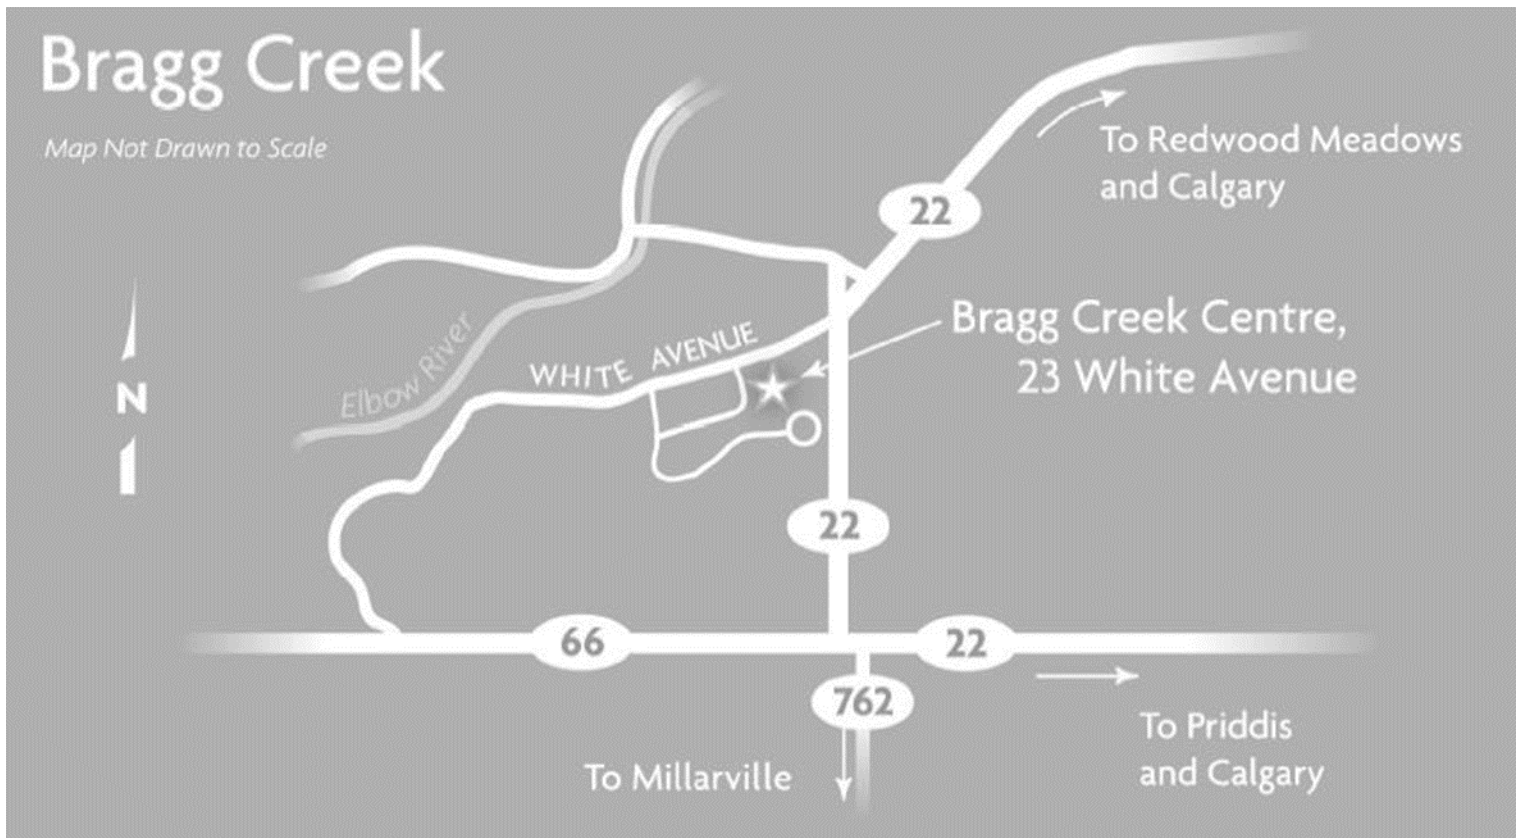 Bragg Creek
Map Not Drawn to Scale
To Redwood Meadows
and Calgary
22
Bragg Creek Centre,
23 White Avenue
WHITE AVENUE
Elbow River
N
22
66
22
762
To Priddis
and Calgary
To Millarville